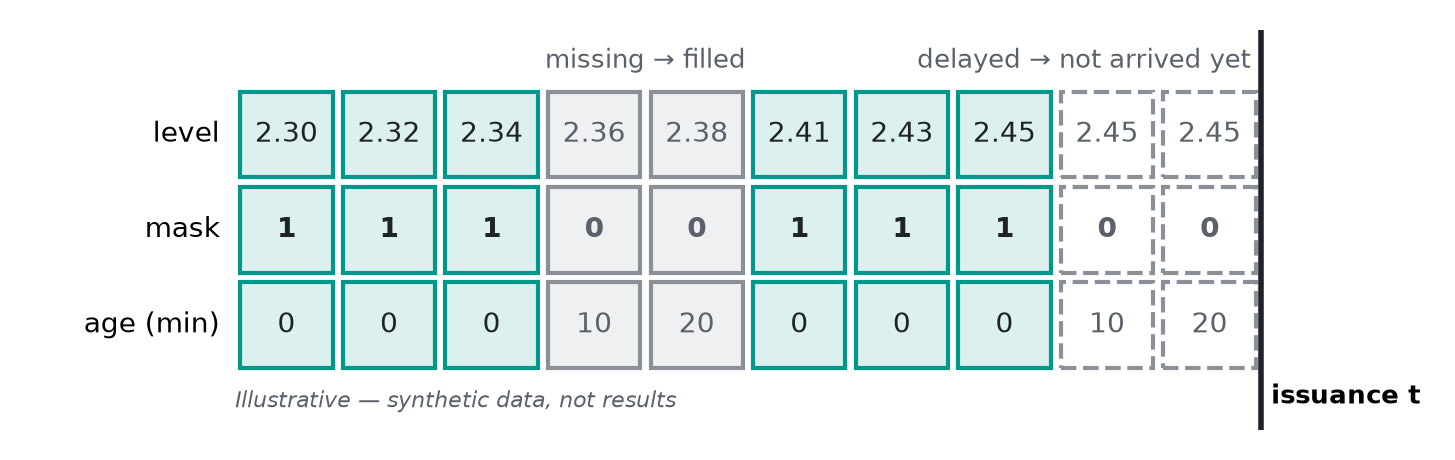 missing → filled delayed → not arrived yet
level 2.30 2.32 2.34 2.36 2.38 2.41 2.43 2.45 2.45 2.45
mask 1 1 1 0 0 1 1 1 0 0
age (min) 0 0 0 10 20 0 0 0 10 20
Illustrative — synthetic data, not results
issuance t